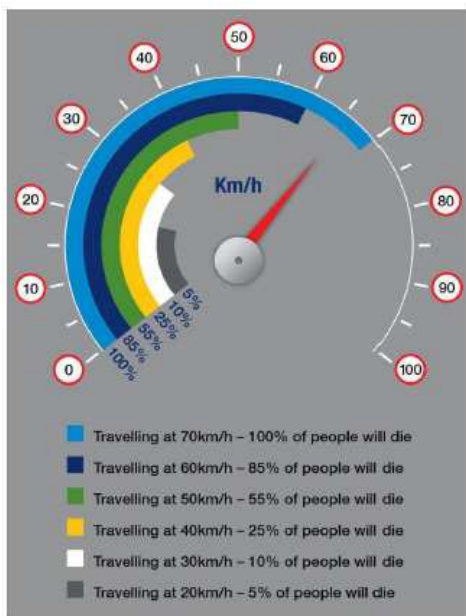 50
40
60
30
70
Km/h
20
80
10
90
5%
10%
25%
55%
85%
100%
0
100
Travelling at 70km/h – 100% of people will die
Travelling at 60km/h – 85% of people will die
Travelling at 50km/h – 55% of people will die
Travelling at 40km/h – 25% of people will die
Travelling at 30km/h – 10% of people will die
Travelling at 20km/h – 5% of people will die